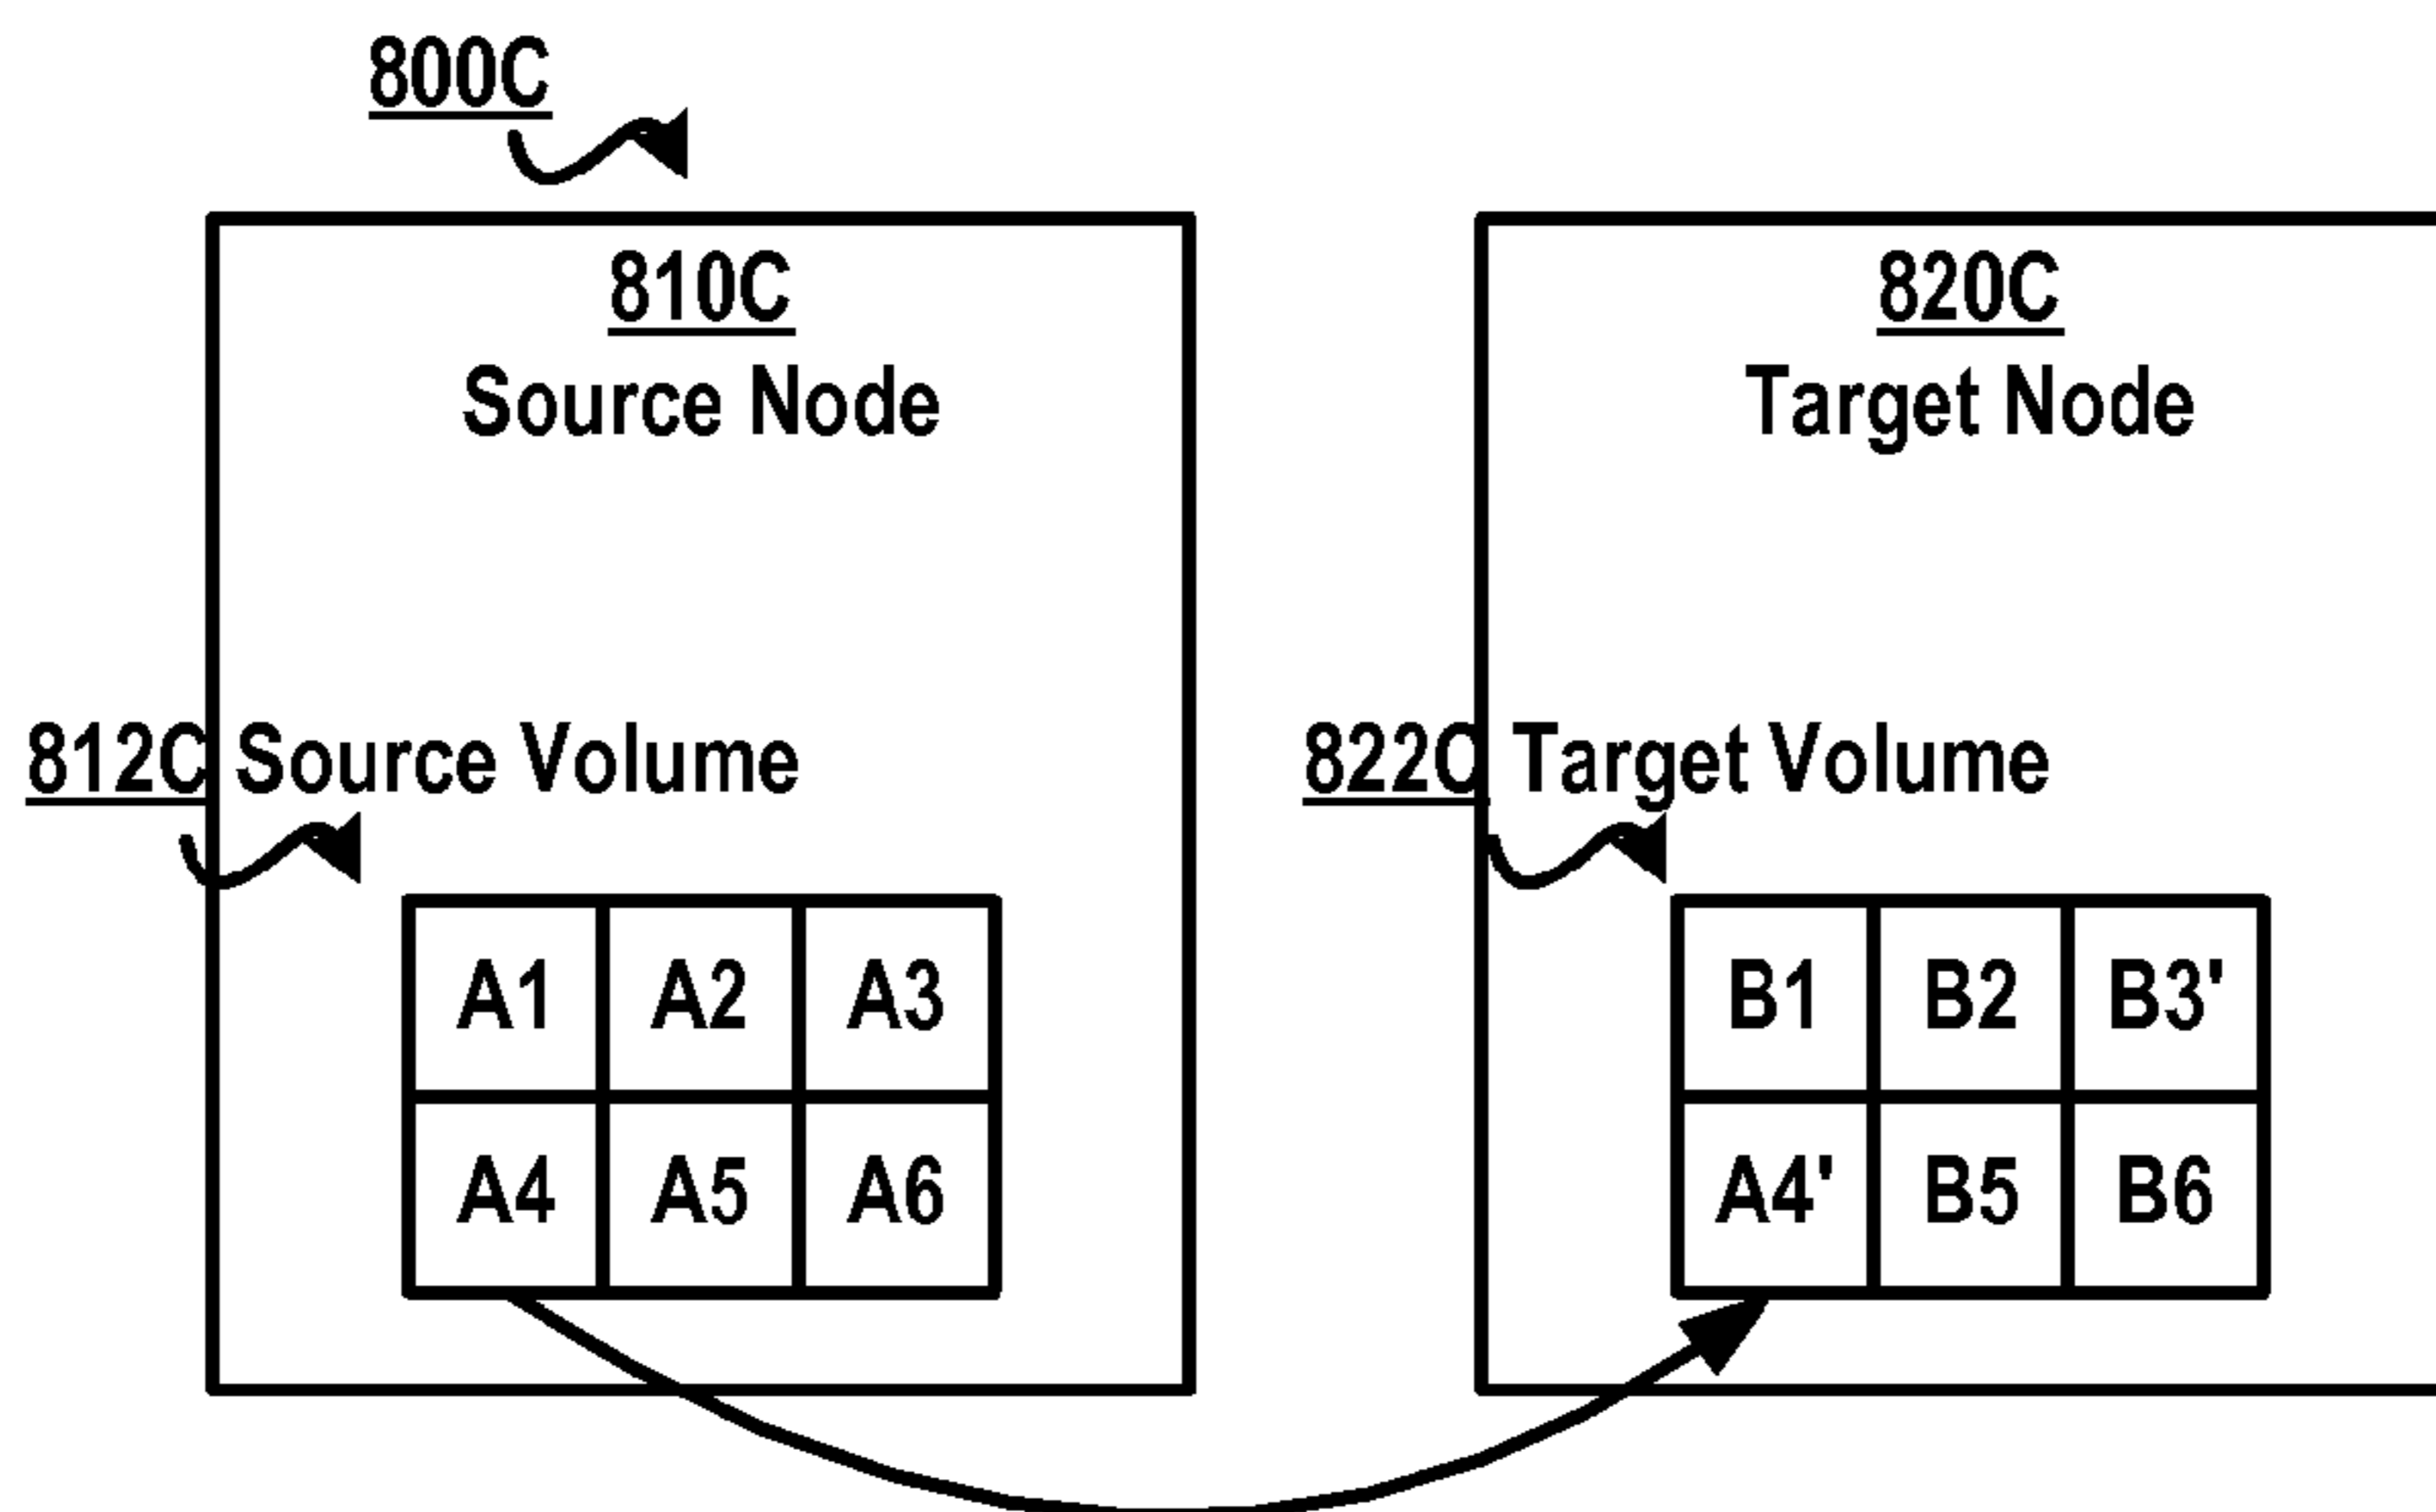 800C
810C
Source Node
820C
Target Node
812C Source Volume
822C Target Volume
A1 A2 A3
A4 A5 A6
B1 B2 B3'
A4' B5 B6